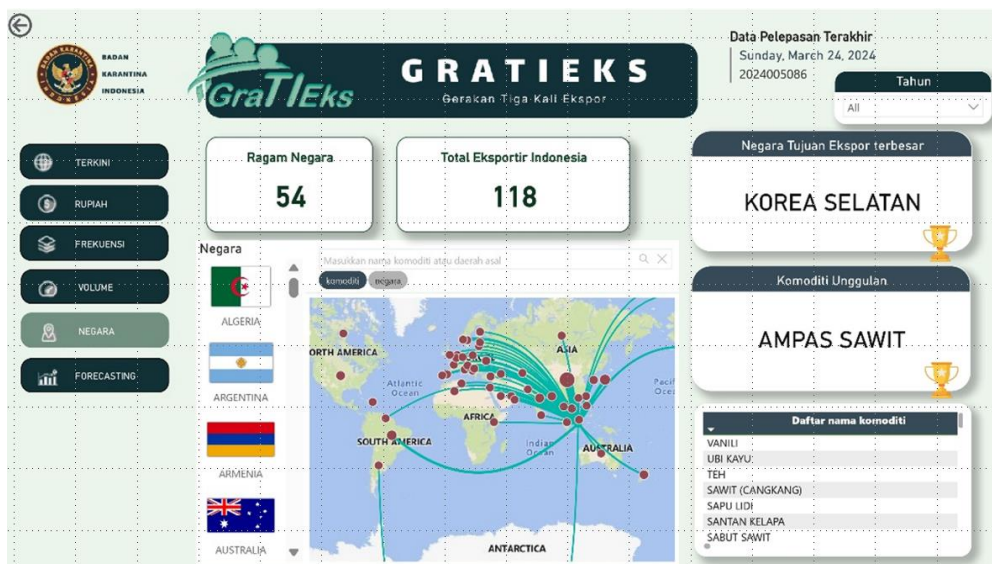 BADAN
KARANTINA
INDONESIA
GraTIEks
GRATIEKS
Gerakan Tiga Kali Ekspor
Data Pelepasan Terakhir
Sunday, March 24, 2024
2024005086
Tahun
All
TERKINI
RUPIAH
FREKUENSI
VOLUME
NEGARA
FORECASTING
Ragam Negara
54
Total Eksportir Indonesia
118
Negara Tujuan Ekspor terbesar
KOREA SELATAN
Komoditi Unggulan
AMPAS SAWIT
Negara
ALGERIA
ARGENTINA
ARMENIA
AUSTRALIA
Masukkan nama komoditi atau daerah asal
komoditi
negara
ORTH AMERICA
ASIA
Atlantic
Ocean
Pacif
Ocea
AFRICA
SOUTH AMERICA
Indian
Ocean
AUSTRALIA
ANTARCTICA
Daftar nama komoditi
VANILI
UBI KAYU
TEH
SAWIT (CANGKANG)
SAPU LIDI
SANTAN KELAPA
SABUT SAWIT